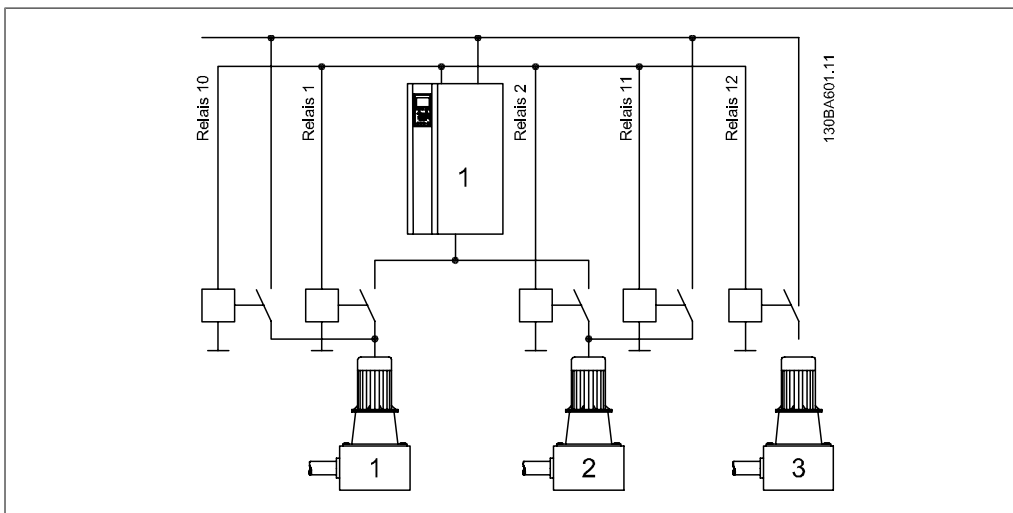 Relais 10
Relais 1
Relais 2
Relais 11
Relais 12
130BA601.11
1
1
2
3